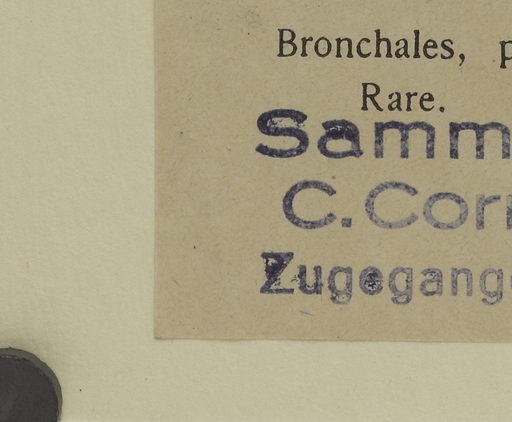 Bronchales, p
Rare.
Samm
C. Corr
Zugegange